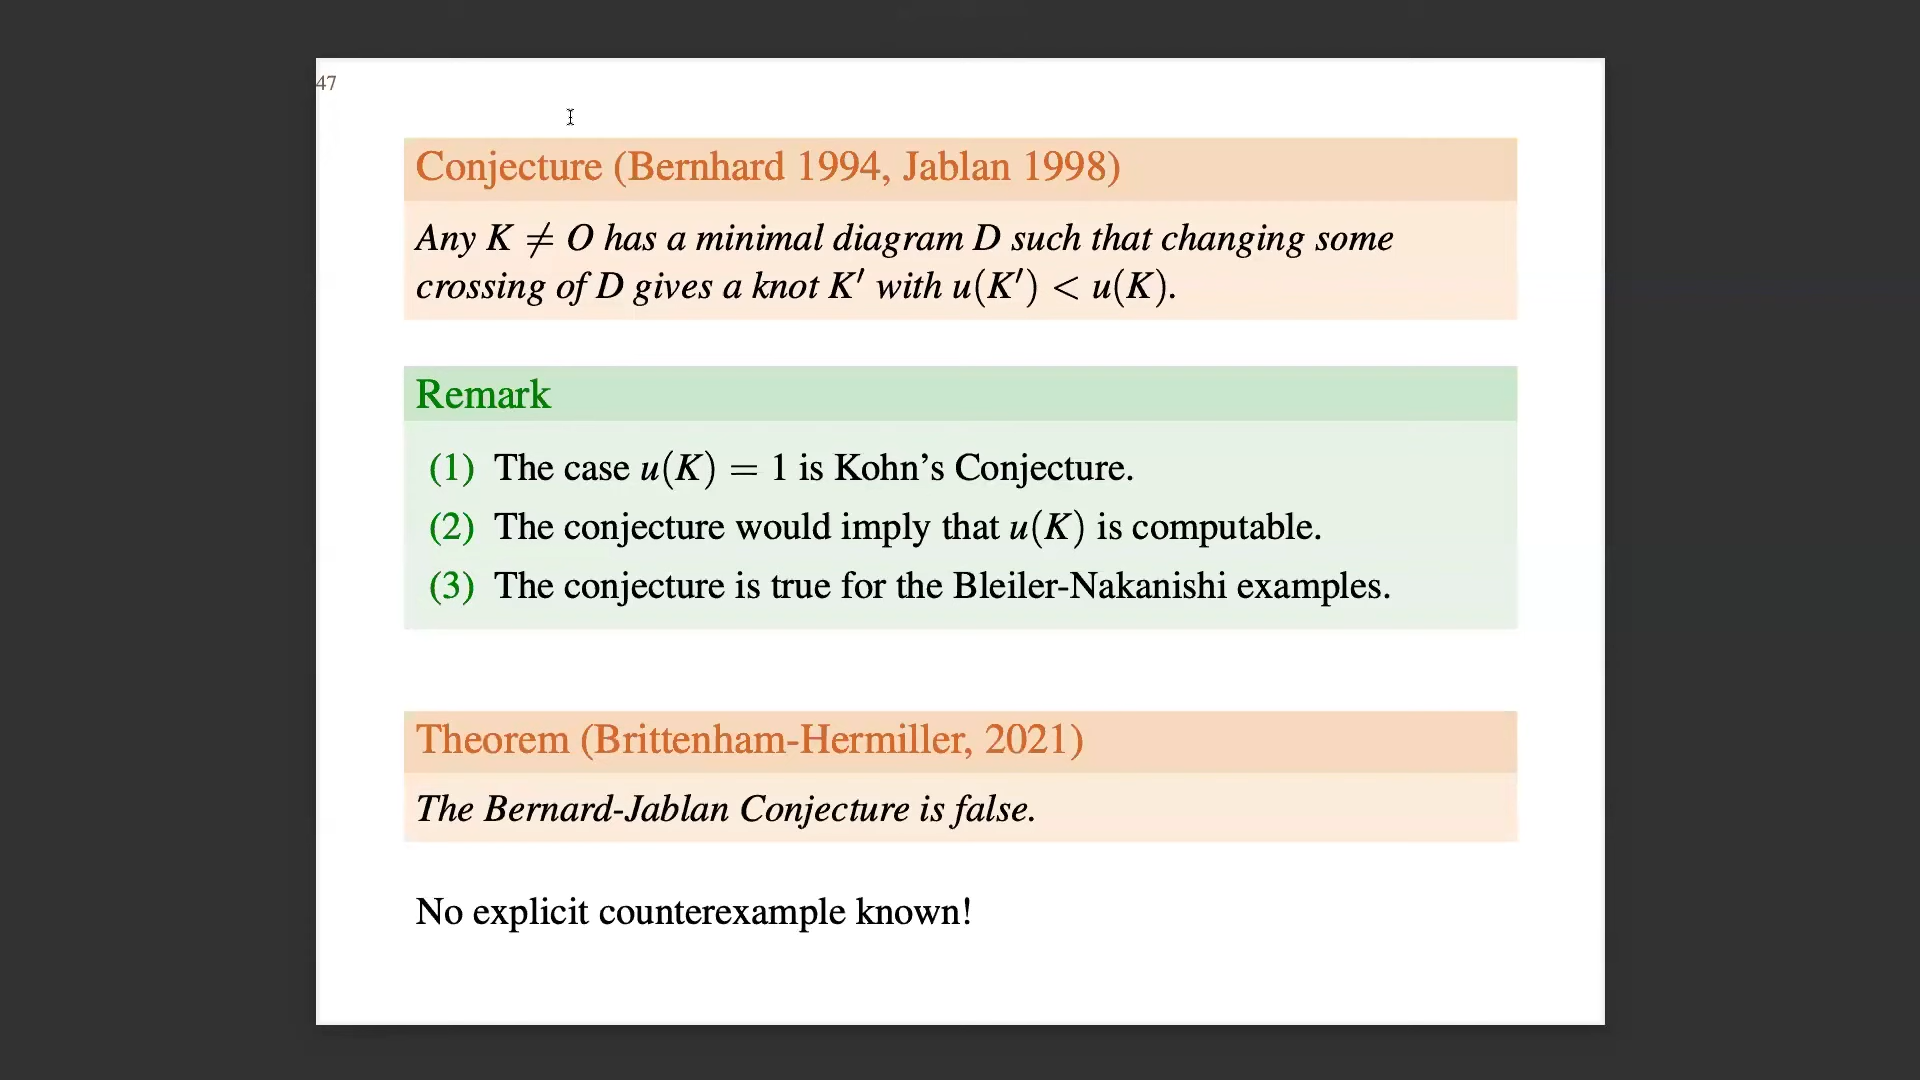 47
Conjecture (Bernhard 1994, Jablan 1998)
Any K ≠ O has a minimal diagram D such that changing some
crossing of D gives a knot K′ with u(K′) < u(K).
Remark
(1) The case u(K) = 1 is Kohn’s Conjecture.
(2) The conjecture would imply that u(K) is computable.
(3) The conjecture is true for the Bleiler-Nakanishi examples.
Theorem (Brittenham-Hermiller, 2021)
The Bernard-Jablan Conjecture is false.
No explicit counterexample known!